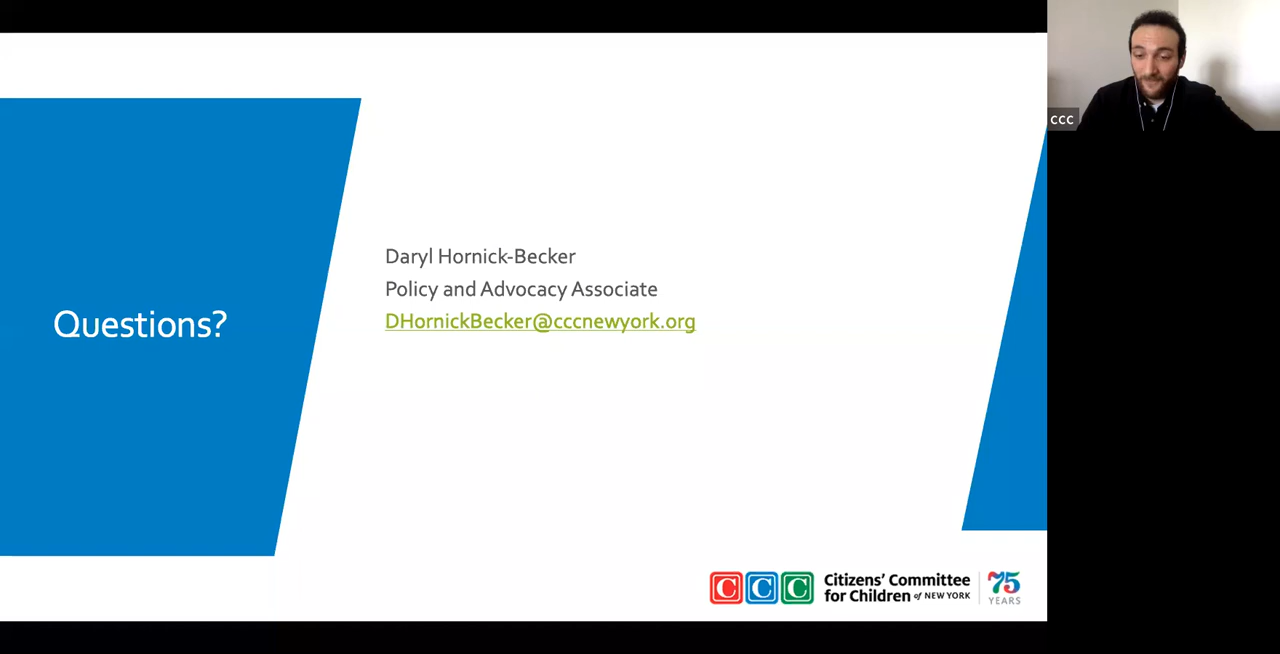 Questions?
Daryl Hornick-Becker
Policy and Advocacy Associate
DHornickBecker@cccnewyork.org
CCC
C C C
Citizens' Committee
for Children of NEW YORK
75
YEARS